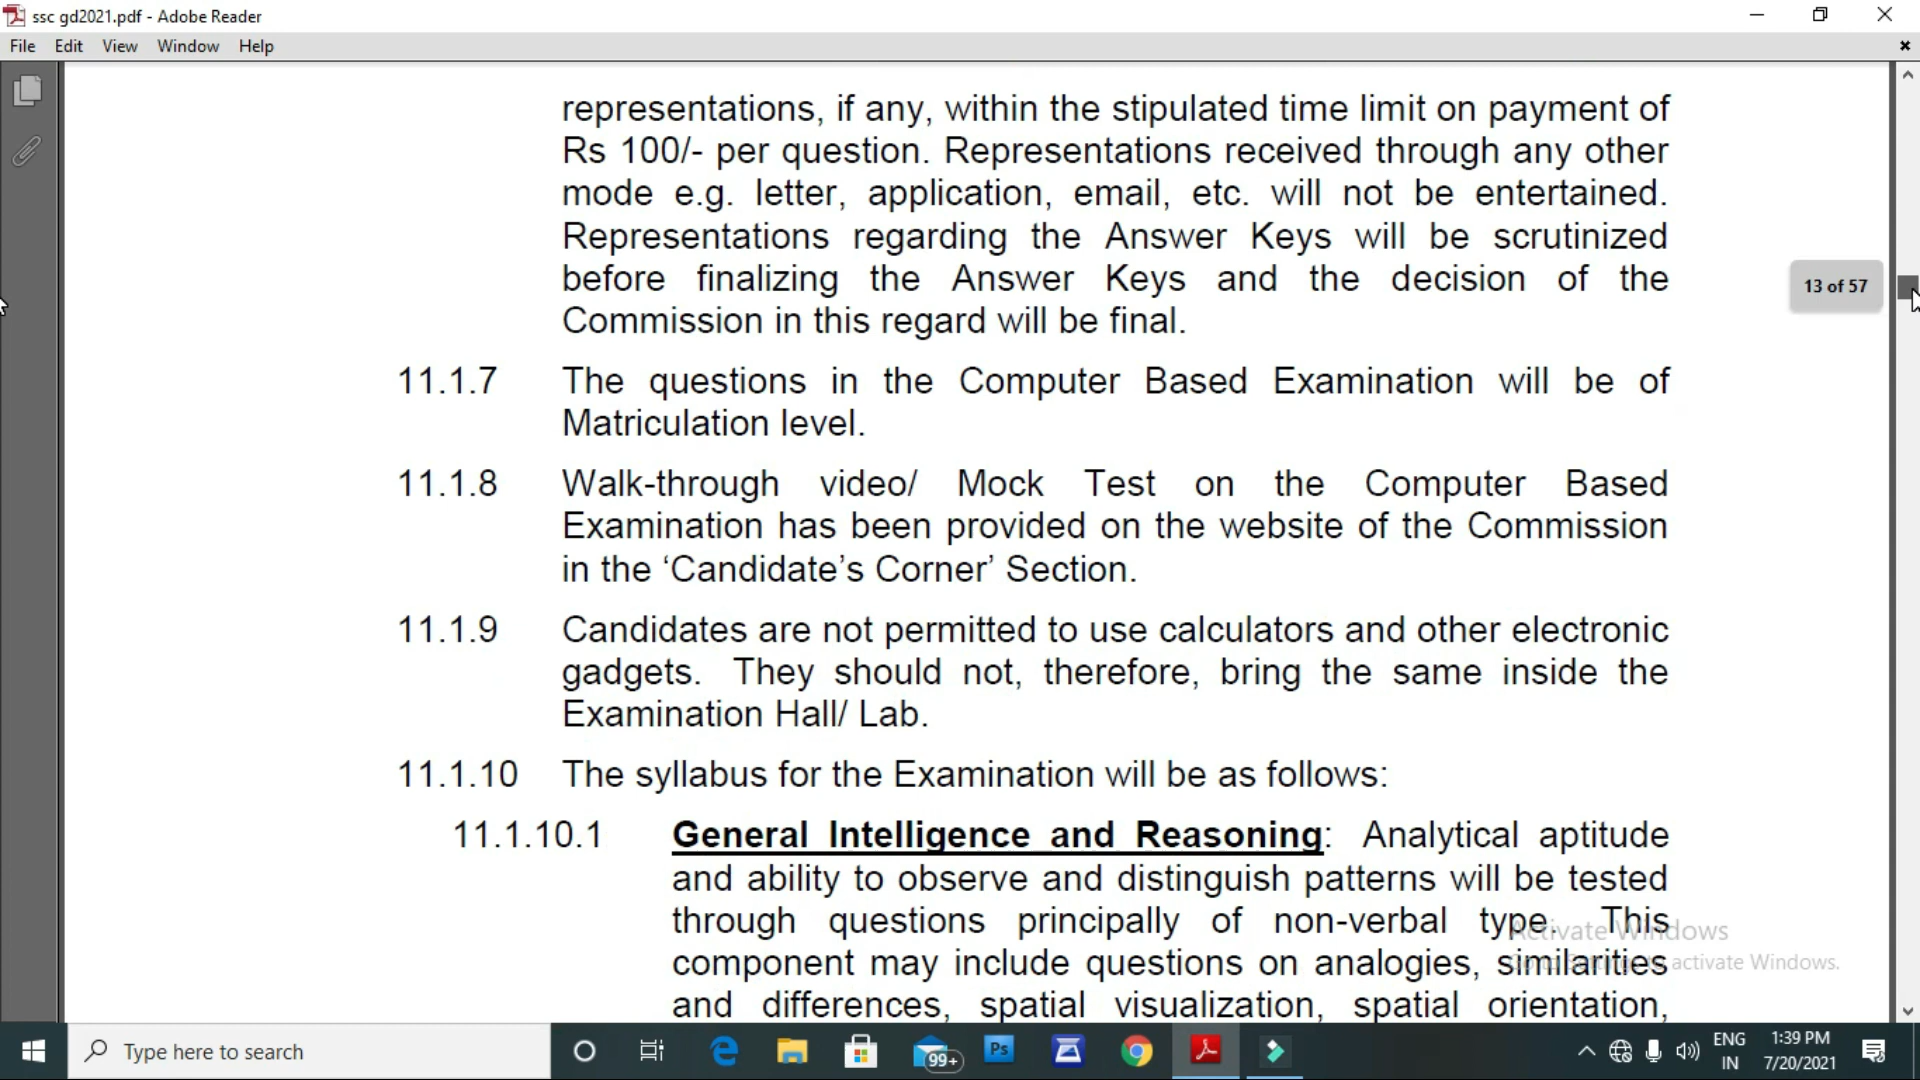 ssc gd2021.pdf - Adobe Reader
File Edit View Window Help
representations, if any, within the stipulated time limit on payment of
Rs 100/- per question. Representations received through any other
mode e.g. letter, application, email, etc. will not be entertained.
Representations regarding the Answer Keys will be scrutinized
before finalizing the Answer Keys and the decision of the
Commission in this regard will be final.
13 of 57
11.1.7 The questions in the Computer Based Examination will be of
Matriculation level.
11.1.8 Walk-through video/ Mock Test on the Computer Based
Examination has been provided on the website of the Commission
in the ‘Candidate’s Corner’ Section.
11.1.9 Candidates are not permitted to use calculators and other electronic
gadgets. They should not, therefore, bring the same inside the
Examination Hall/ Lab.
11.1.10 The syllabus for the Examination will be as follows:
11.1.10.1 General Intelligence and Reasoning: Analytical aptitude
and ability to observe and distinguish patterns will be tested
through questions principally of non-verbal type. This
component may include questions on analogies, similarities
and differences, spatial visualization, spatial orientation,
Activate Windows
Go to Settings to activate Windows.
Type here to search
99+
Ps
ENG
IN
1:39 PM
7/20/2021